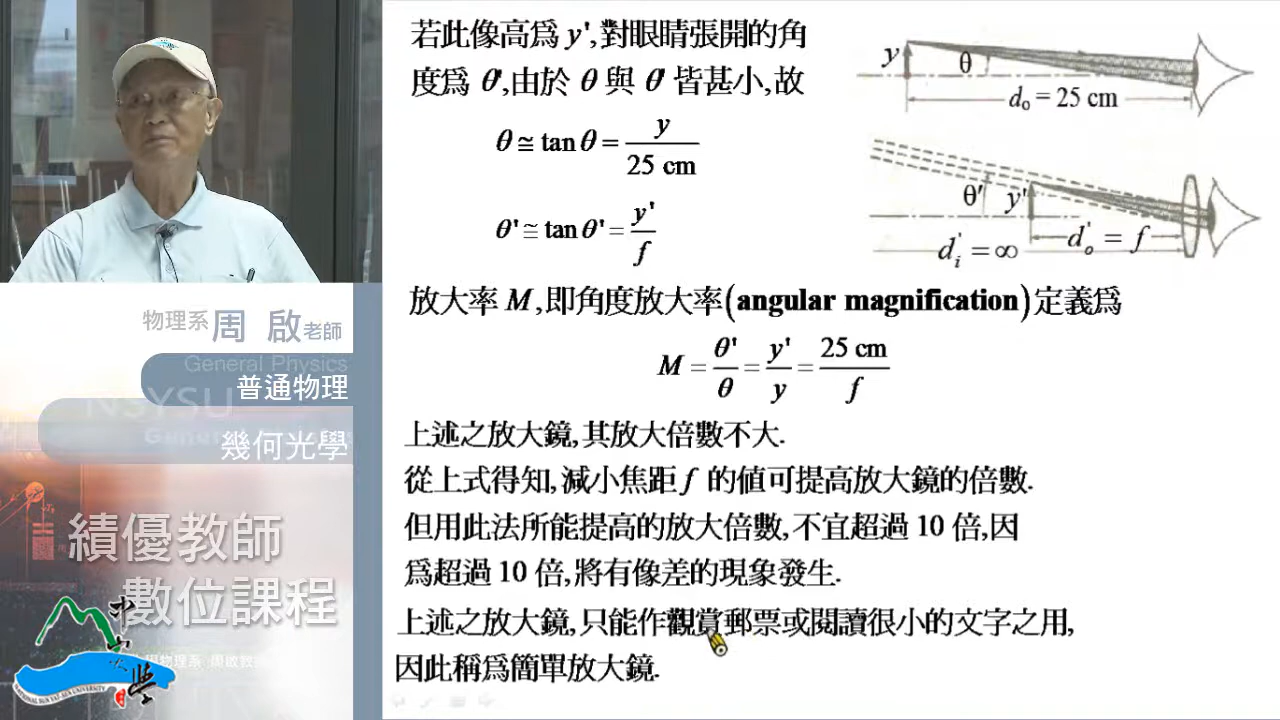 若此像高為 y',對眼睛張開的角
度為 θ',由於 θ 與 θ' 皆甚小,故
θ ≅ tan θ = y / 25 cm
θ' ≅ tan θ' = y' / f
y
θ
d₀ = 25 cm
θ'
y'
d₀' = f
dᵢ' = ∞
放大率 M,即角度放大率(angular magnification)定義為
M = θ' / θ = y' / y = 25 cm / f
上述之放大鏡,其放大倍數不大.
從上式得知,減小焦距 f 的值可提高放大鏡的倍數.
但用此法所能提高的放大倍數,不宜超過 10 倍,因
為超過 10 倍,將有像差的現象發生.
上述之放大鏡,只能作觀賞郵票或閱讀很小的文字之用,
因此稱為簡單放大鏡.
物理系 周 啟 老師
General Physics
普通物理
NSYSU
幾何光學
績優教師
數位課程